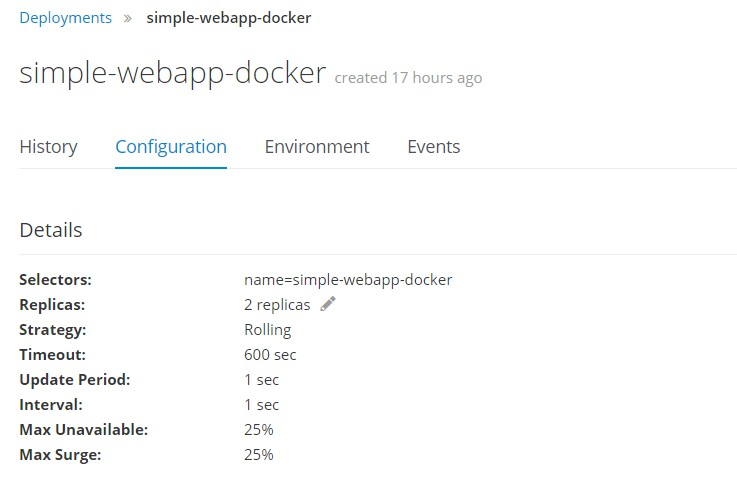 Deployments » simple-webapp-docker
simple-webapp-docker created 17 hours ago
History Configuration Environment Events
Details
Selectors: name=simple-webapp-docker
Replicas: 2 replicas
Strategy: Rolling
Timeout: 600 sec
Update Period: 1 sec
Interval: 1 sec
Max Unavailable: 25%
Max Surge: 25%